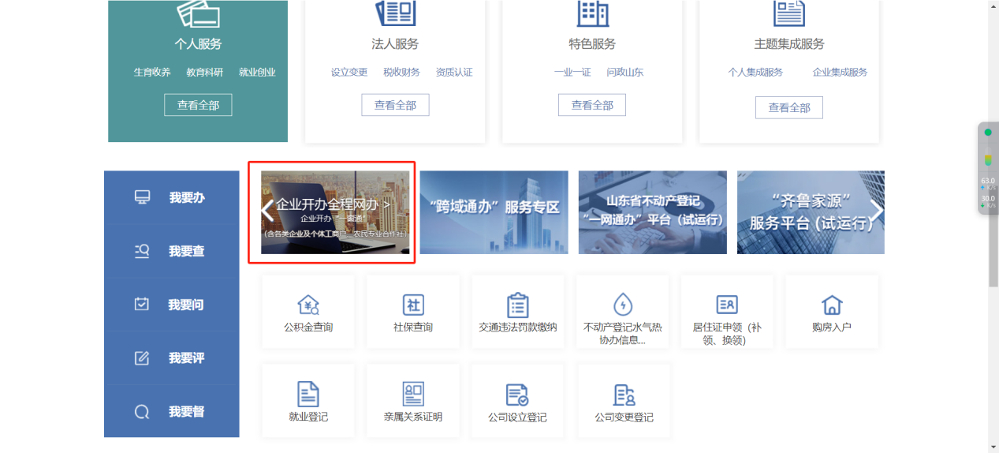 个人服务
生育收养 教育科研 就业创业
查看全部
法人服务
设立变更 税收财务 资质认证
查看全部
特色服务
一业一证 问政山东
查看全部
主题集成服务
个人集成服务 企业集成服务
查看全部
我要办
我要查
我要问
我要评
我要督
企业开办全程网办 >
企业开办“一窗通”
(含各类企业及个体工商户、农民专业合作社)
“跨域通办”服务专区
山东省不动产登记
“一网通办”平台（试运行）
“齐鲁家源”
服务平台(试运行)
公积金查询
社保查询
交通违法罚款缴纳
不动产登记水气热
协办信息...
居住证申领（补
领、换领)
购房入户
就业登记
亲属关系证明
公司设立登记
公司变更登记
63.0
K/s
30.0
K/s